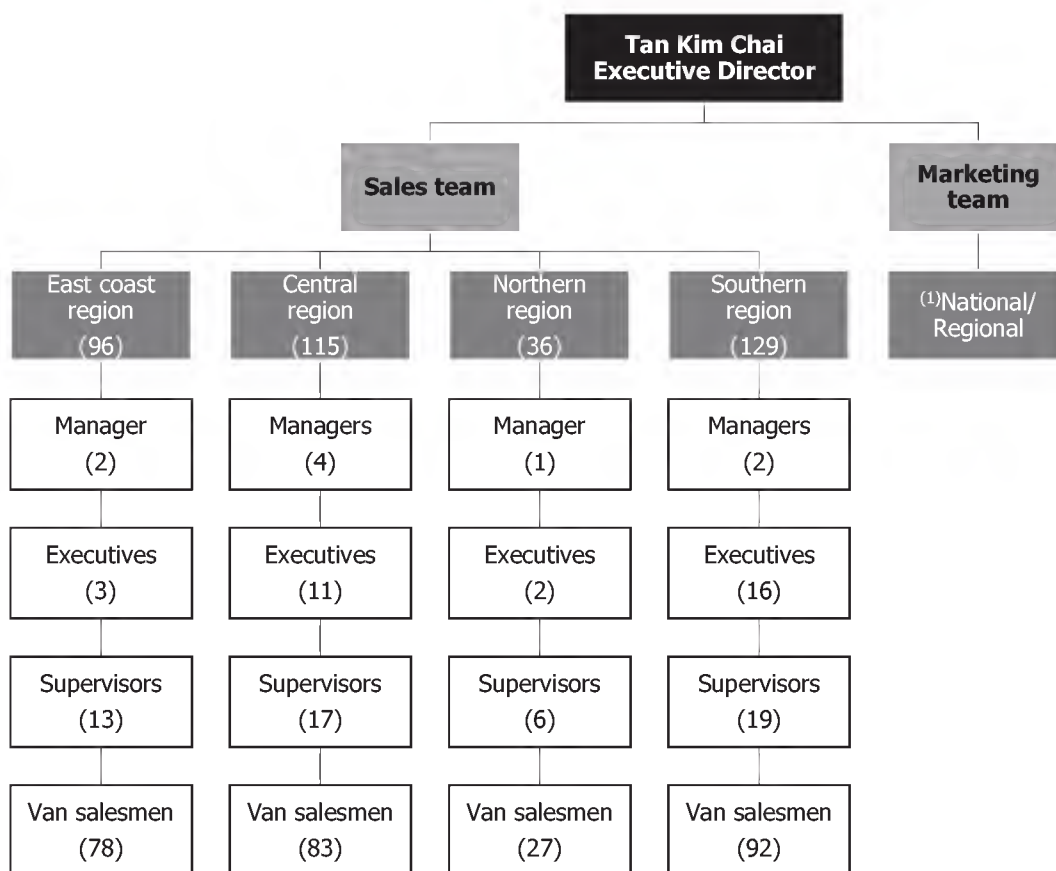 Tan Kim Chai
Executive Director
Sales team
Marketing
team
East coast
region
(96)
Central
region
(115)
Northern
region
(36)
Southern
region
(129)
(1)National/
Regional
Manager
(2)
Managers
(4)
Manager
(1)
Managers
(2)
Executives
(3)
Executives
(11)
Executives
(2)
Executives
(16)
Supervisors
(13)
Supervisors
(17)
Supervisors
(6)
Supervisors
(19)
Van salesmen
(78)
Van salesmen
(83)
Van salesmen
(27)
Van salesmen
(92)